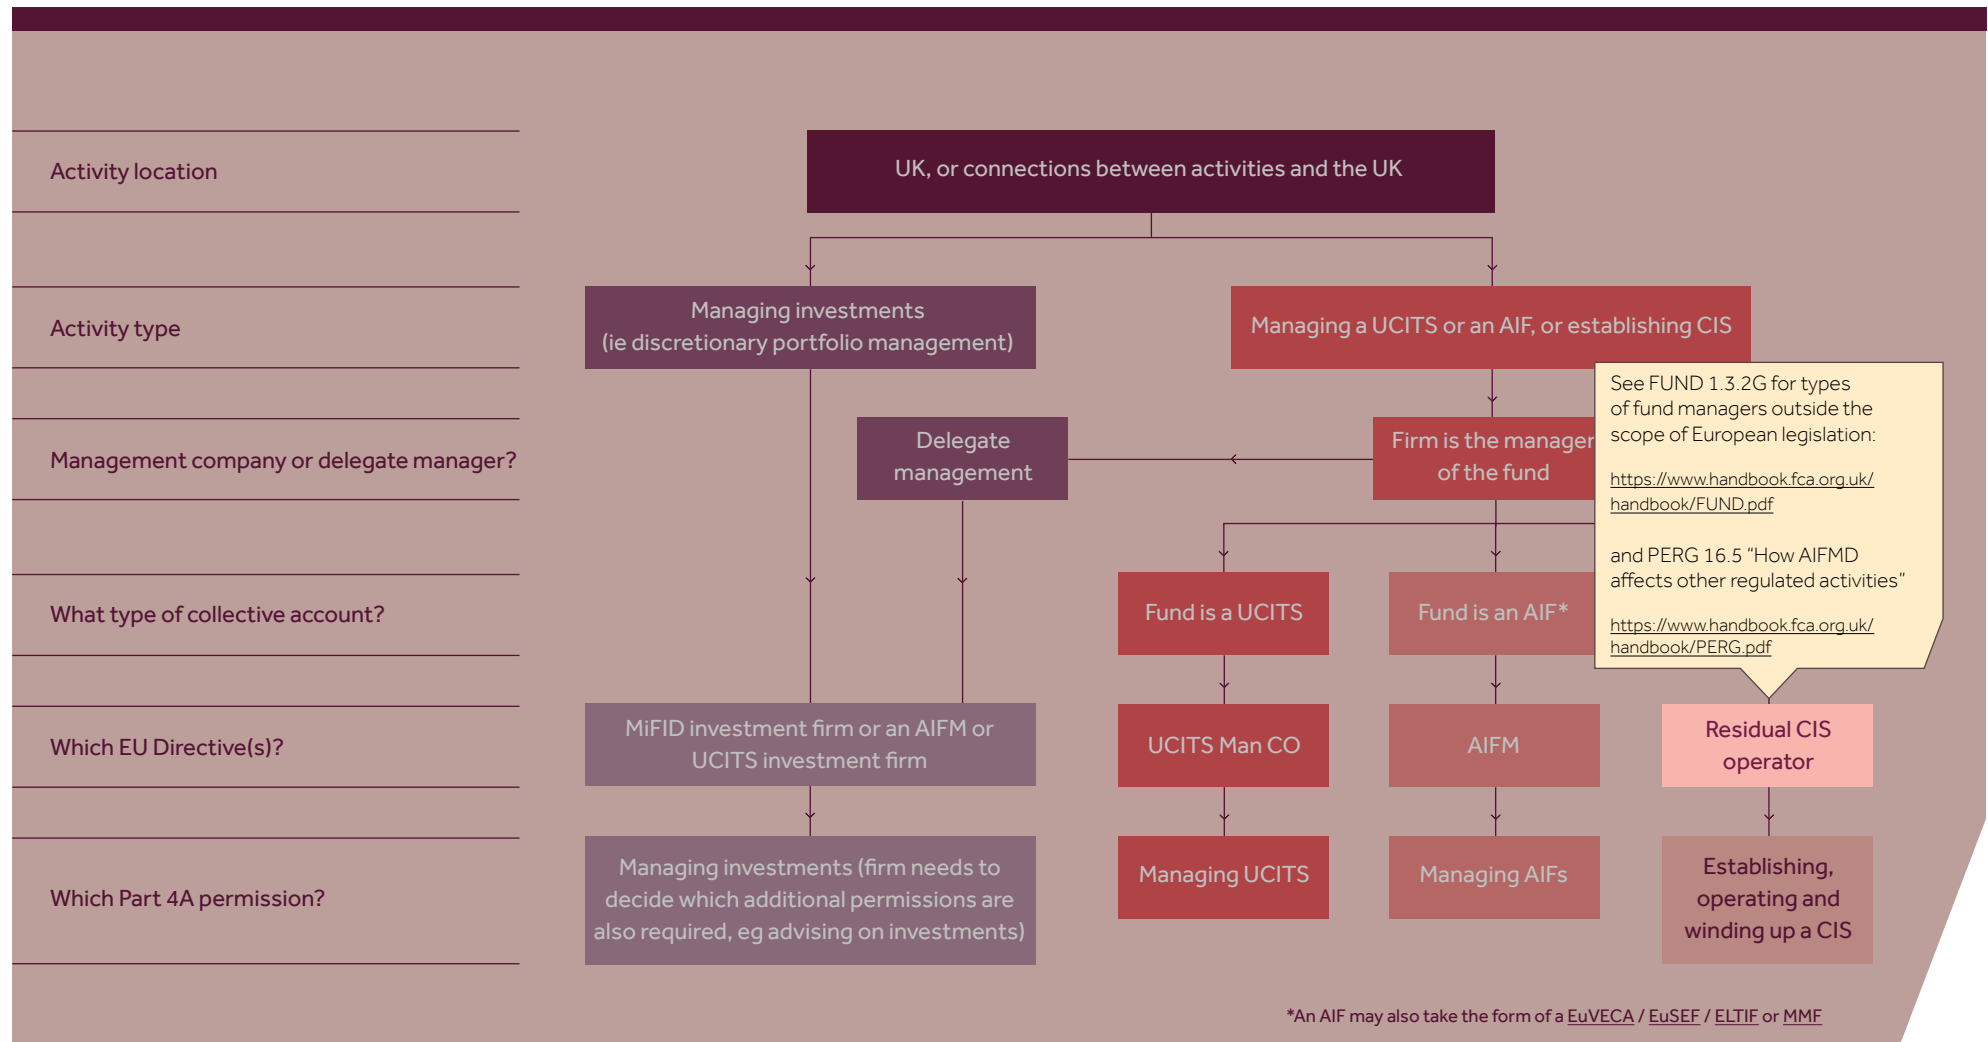 Activity location
UK, or connections between activities and the UK
Activity type
Managing investments
(ie discretionary portfolio management)
Managing a UCITS or an AIF, or establishing CIS
Management company or delegate manager?
Delegate
management
Firm is the manager
of the fund
See FUND 1.3.2G for types
of fund managers outside the
scope of European legislation:
https://www.handbook.fca.org.uk/
handbook/FUND.pdf
and PERG 16.5 “How AIFMD
affects other regulated activities”
https://www.handbook.fca.org.uk/
handbook/PERG.pdf
What type of collective account?
Fund is a UCITS
Fund is an AIF*
Which EU Directive(s)?
MiFID investment firm or an AIFM or
UCITS investment firm
UCITS Man CO
AIFM
Residual CIS
operator
Which Part 4A permission?
Managing investments (firm needs to
decide which additional permissions are
also required, eg advising on investments)
Managing UCITS
Managing AIFs
Establishing,
operating and
winding up a CIS
*An AIF may also take the form of a EuVECA / EuSEF / ELTIF or MMF